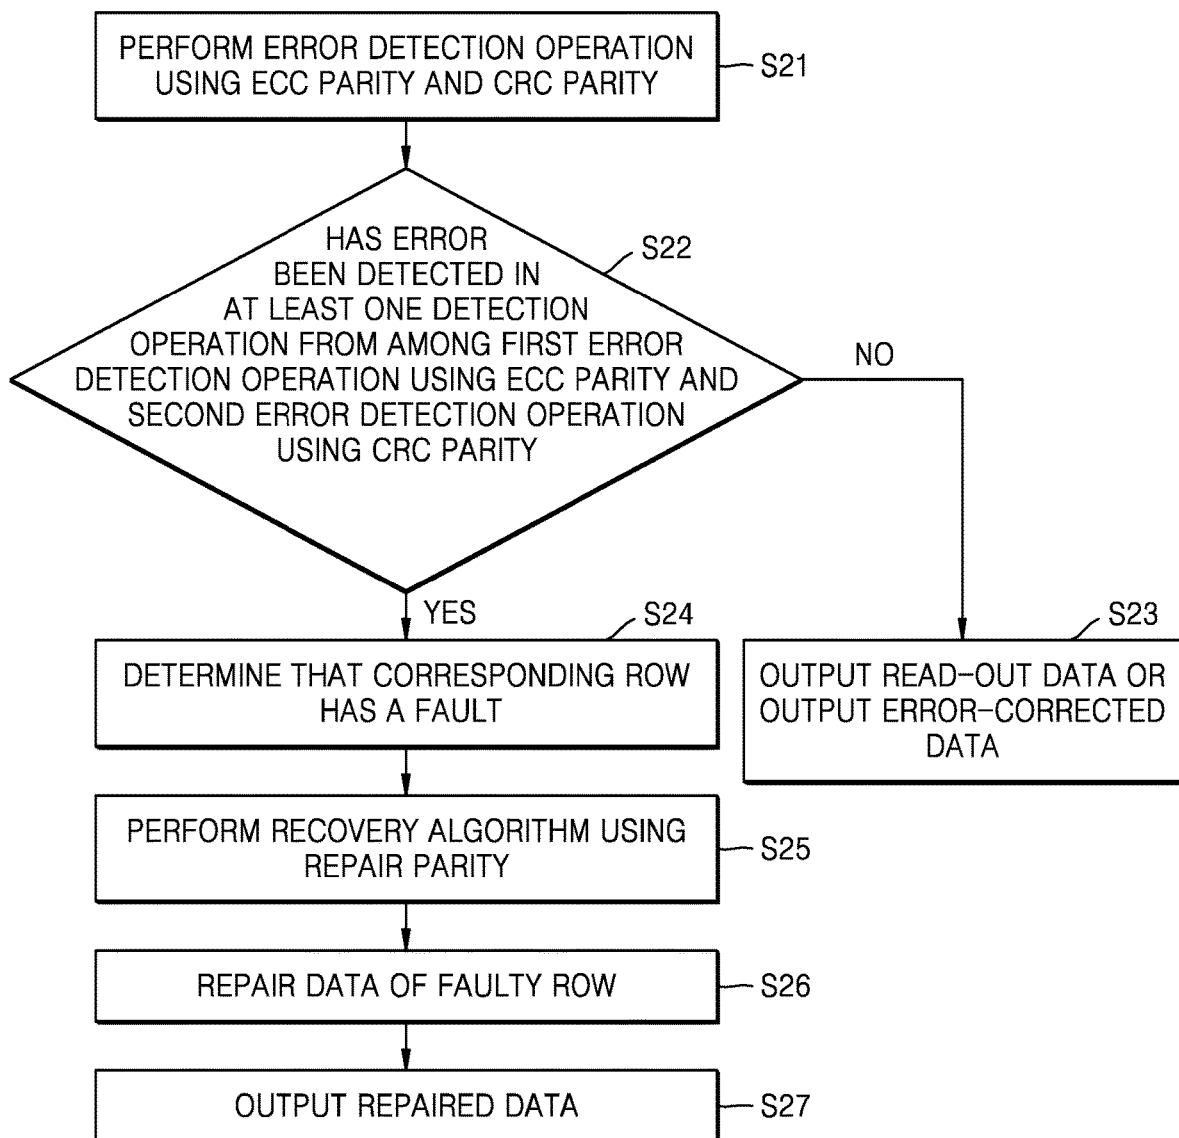 PERFORM ERROR DETECTION OPERATION
USING ECC PARITY AND CRC PARITY
S21
HAS ERROR
BEEN DETECTED IN
AT LEAST ONE DETECTION
OPERATION FROM AMONG FIRST ERROR
DETECTION OPERATION USING ECC PARITY AND
SECOND ERROR DETECTION OPERATION
USING CRC PARITY
S22
NO
YES
S24
DETERMINE THAT CORRESPONDING ROW
HAS A FAULT
S23
OUTPUT READ-OUT DATA OR
OUTPUT ERROR-CORRECTED
DATA
PERFORM RECOVERY ALGORITHM USING
REPAIR PARITY
S25
REPAIR DATA OF FAULTY ROW
S26
OUTPUT REPAIRED DATA
S27